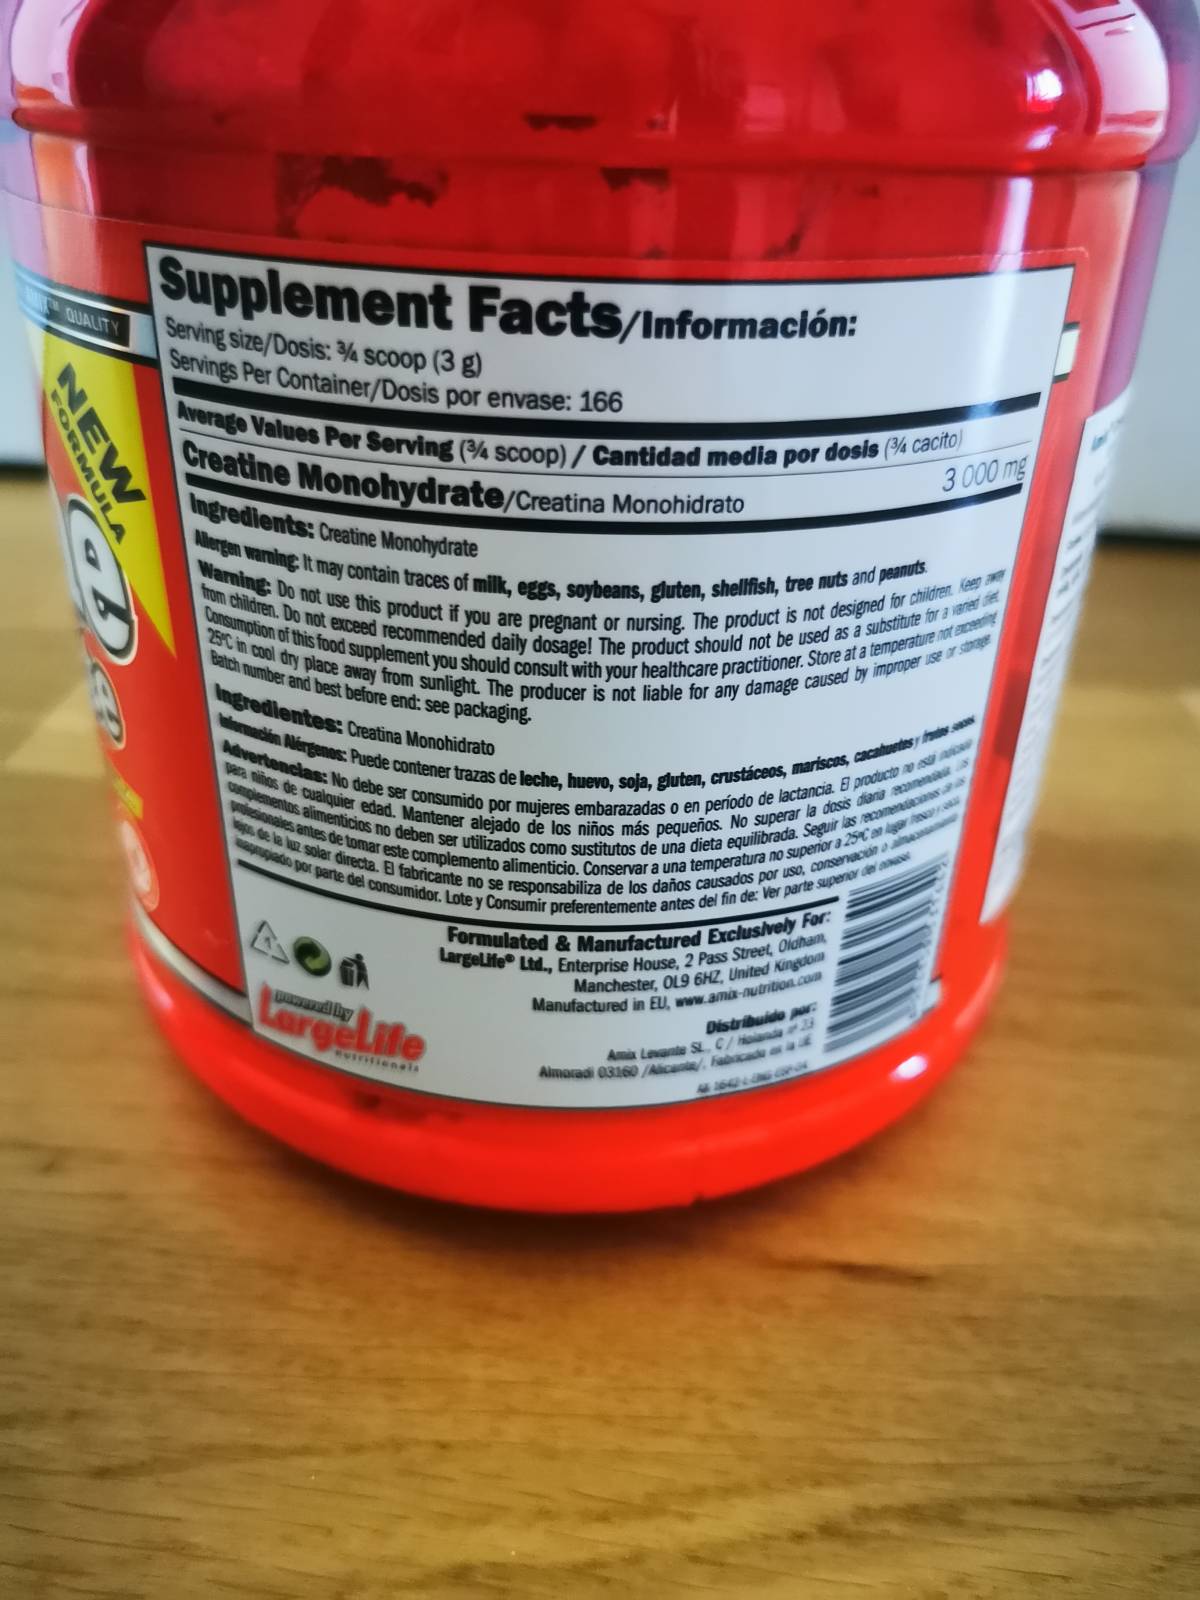 QUALITY
NEW
FORMULA
Supplement Facts/Información:
Serving size/Dosis: ¾ scoop (3 g)
Servings Per Container/Dosis por envase: 166
Average Values Per Serving (¾ scoop) / Cantidad media por dosis (¾ cacito)
Creatine Monohydrate/Creatina Monohidrato 3 000 mg
Ingredients: Creatine Monohydrate
Allergen warning: It may contain traces of milk, eggs, soybeans, gluten, shellfish, tree nuts and peanuts.
Warning: Do not use this product if you are pregnant or nursing. The product is not designed for children. Keep away
from children. Do not exceed recommended daily dosage! The product should not be used as a substitute for a varied diet.
Consumption of this food supplement you should consult with your healthcare practitioner. Store at a temperature not exceeding
25°C in cool dry place away from sunlight. The producer is not liable for any damage caused by improper use or storage.
Batch number and best before end: see packaging.
Ingredientes: Creatina Monohidrato
Información Alérgenos: Puede contener trazas de leche, huevo, soja, gluten, crustáceos, mariscos, cacahuetes y frutos secos.
Advertencias: No debe ser consumido por mujeres embarazadas o en período de lactancia. El producto no está indicado
para niños de cualquier edad. Mantener alejado de los niños más pequeños. No superar la dosis diaria recomendada. Los
complementos alimenticios no deben ser utilizados como sustitutos de una dieta equilibrada. Seguir las recomendaciones de los
profesionales antes de tomar este complemento alimenticio. Conservar a una temperatura no superior a 25ºC en lugar fresco y seco,
lejos de la luz solar directa. El fabricante no se responsabiliza de los daños causados por uso, conservación o almacenamiento
inapropiado por parte del consumidor. Lote y Consumir preferentemente antes del fin de: Ver parte superior del envase.
Formulated & Manufactured Exclusively For:
LargeLife® Ltd., Enterprise House, 2 Pass Street, Oldham,
Manchester, OL9 6HZ, United Kingdom
Manufactured in EU, www.amix-nutrition.com
Distribuido por:
Amix Levante SL., C/ Holanda nº 23
Almoradí 03160 /Alicante/. Fabricado en la UE
1
powered by
LargeLife
nutritionals